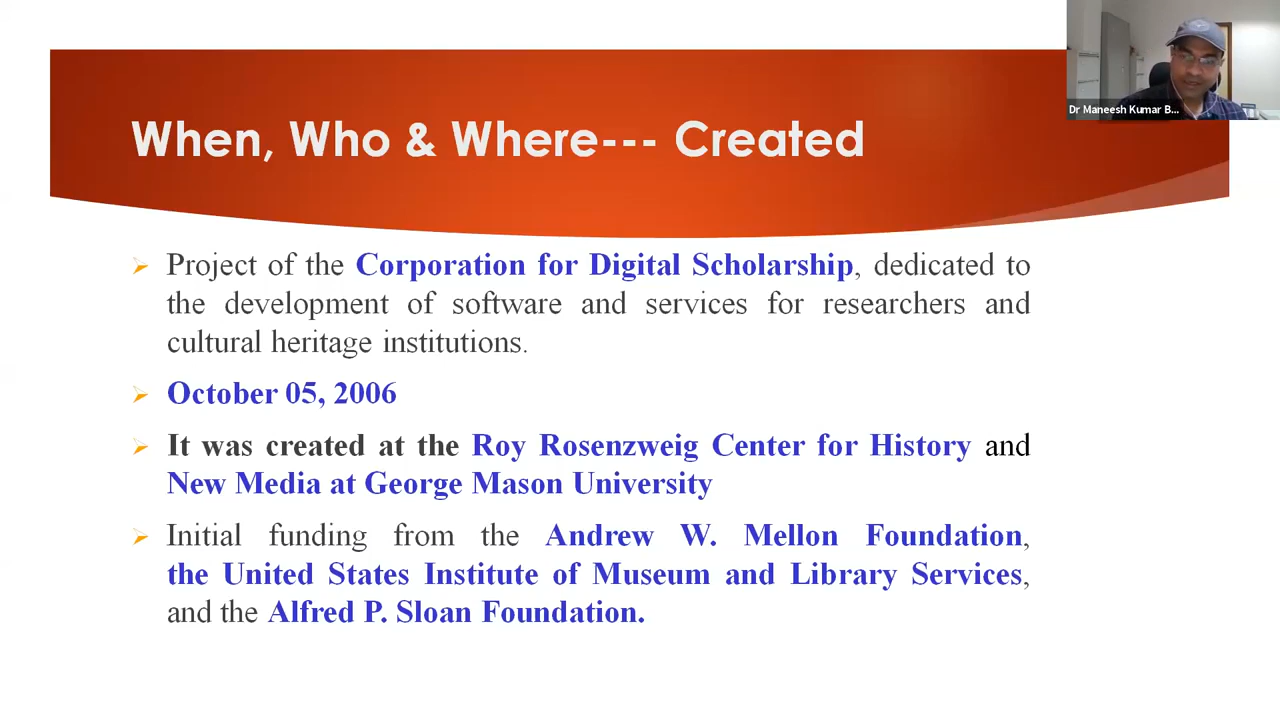 Dr Maneesh Kumar B...
When, Who & Where--- Created
Project of the Corporation for Digital Scholarship, dedicated to
the development of software and services for researchers and
cultural heritage institutions.
October 05, 2006
It was created at the Roy Rosenzweig Center for History and
New Media at George Mason University
Initial funding from the Andrew W. Mellon Foundation,
the United States Institute of Museum and Library Services,
and the Alfred P. Sloan Foundation.